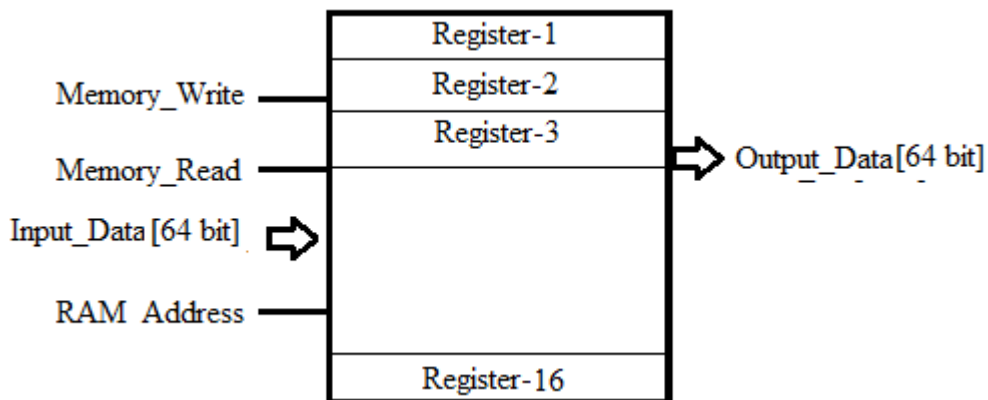 Register-1
Memory_Write
Register-2
Register-3
Memory_Read
Output_Data[64 bit]
Input_Data[64 bit]
RAM Address
Register-16